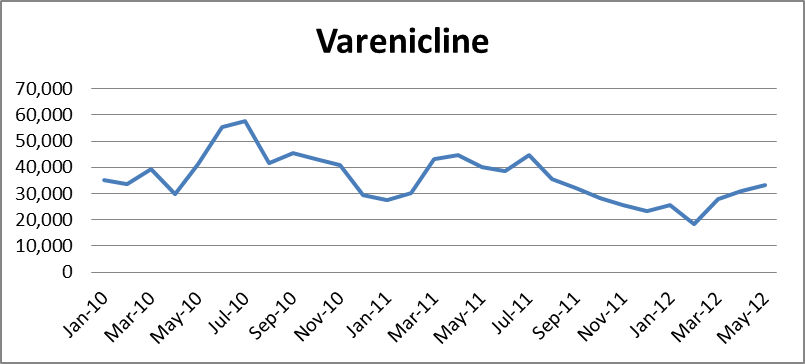 Varenicline
70,000
60,000
50,000
40,000
30,000
20,000
10,000
0
Jan-10
Mar-10
May-10
Jul-10
Sep-10
Nov-10
Jan-11
Mar-11
May-11
Jul-11
Sep-11
Nov-11
Jan-12
Mar-12
May-12